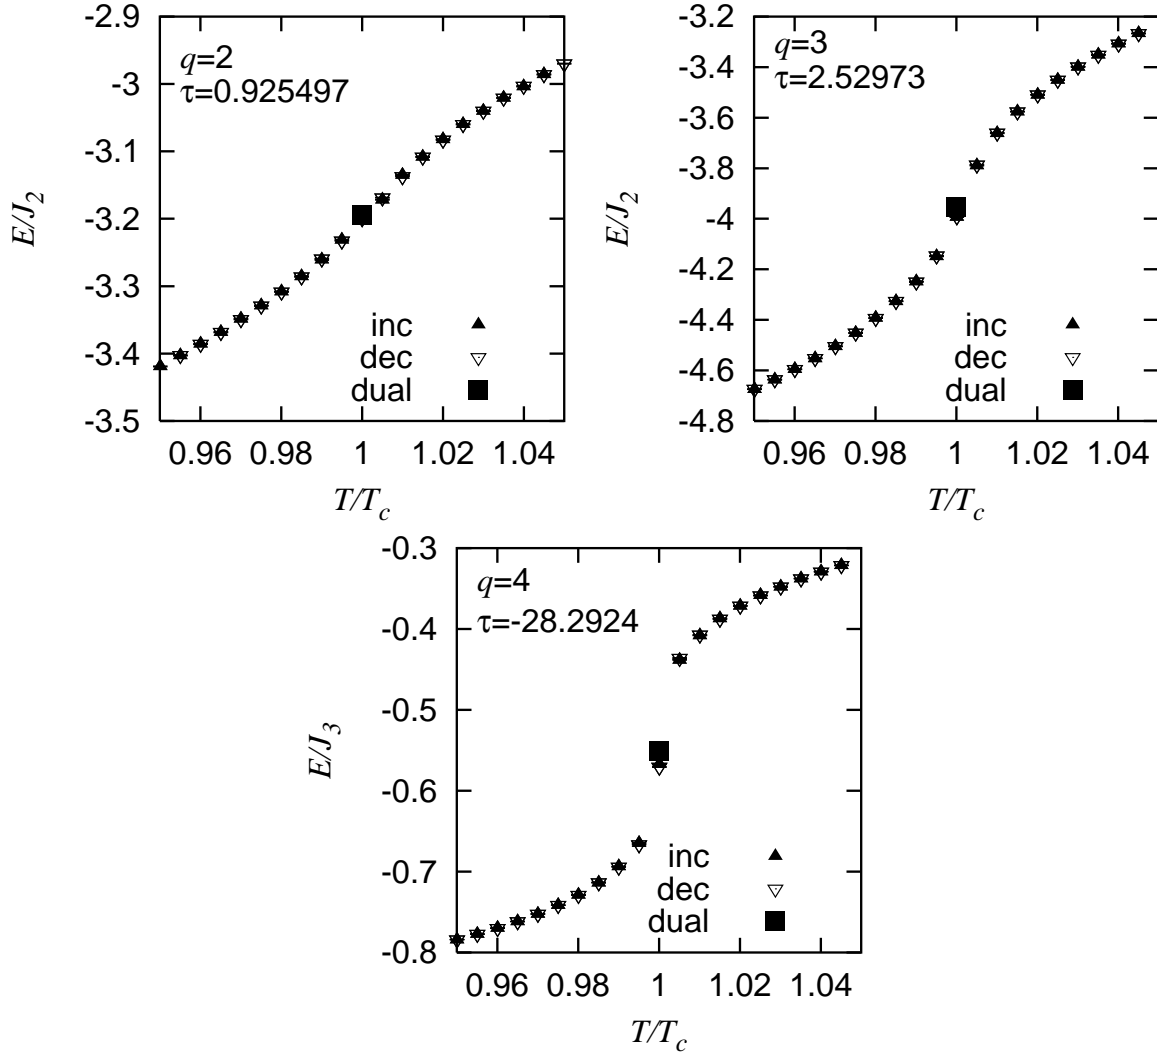 q=2
τ=0.925497
-2.9
-3
-3.1
-3.2
-3.3
-3.4
-3.5
E/J2
inc
dec
dual
0.96 0.98 1 1.02 1.04
T/Tc
q=3
τ=2.52973
-3.2
-3.4
-3.6
-3.8
-4
-4.2
-4.4
-4.6
-4.8
E/J2
inc
dec
dual
0.96 0.98 1 1.02 1.04
T/Tc
q=4
τ=-28.2924
-0.3
-0.4
-0.5
-0.6
-0.7
-0.8
E/J3
inc
dec
dual
0.96 0.98 1 1.02 1.04
T/Tc